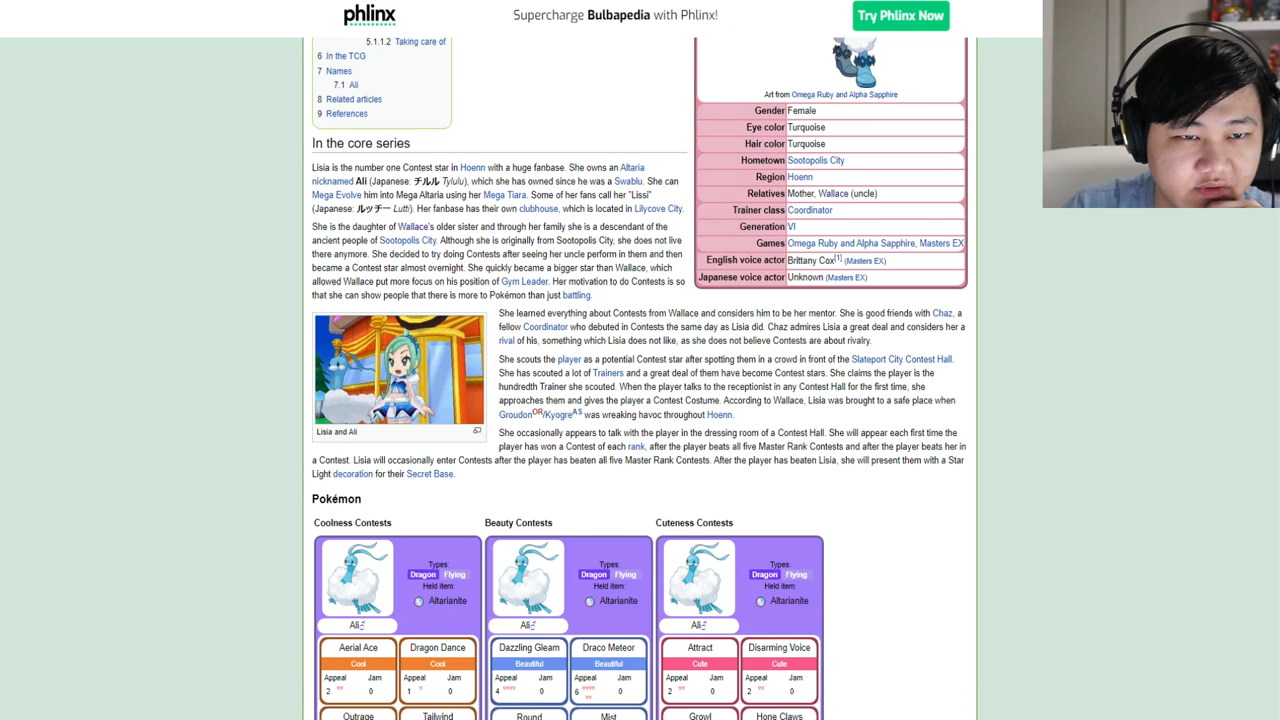 phlinx
Supercharge Bulbapedia with Phlinx!
Try Phlinx Now
5.1.1.2 Taking care of
6 In the TCG
7 Names
7.1 Ali
8 Related articles
9 References
Art from Omega Ruby and Alpha Sapphire
Gender Female
Eye color Turquoise
Hair color Turquoise
Hometown Sootopolis City
Region Hoenn
Relatives Mother, Wallace (uncle)
Trainer class Coordinator
Generation VI
Games Omega Ruby and Alpha Sapphire, Masters EX
English voice actor Brittany Cox[1] (Masters EX)
Japanese voice actor Unknown (Masters EX)
In the core series
Lisia is the number one Contest star in Hoenn with a huge fanbase. She owns an Altaria
nicknamed Ali (Japanese: チルル Tylulu), which she has owned since he was a Swablu. She can
Mega Evolve him into Mega Altaria using her Mega Tiara. Some of her fans call her "Lissi"
(Japanese: ルッチー Lutti). Her fanbase has their own clubhouse, which is located in Lilycove City.
She is the daughter of Wallace's older sister and through her family she is a descendant of the
ancient people of Sootopolis City. Although she is originally from Sootopolis City, she does not live
there anymore. She decided to try doing Contests after seeing her uncle perform in them and then
became a Contest star almost overnight. She quickly became a bigger star than Wallace, which
allowed Wallace put more focus on his position of Gym Leader. Her motivation to do Contests is so
that she can show people that there is more to Pokémon than just battling.
She learned everything about Contests from Wallace and considers him to be her mentor. She is good friends with Chaz, a
fellow Coordinator who debuted in Contests the same day as Lisia did. Chaz admires Lisia a great deal and considers her a
rival of his, something which Lisia does not like, as she does not believe Contests are about rivalry.
She scouts the player as a potential Contest star after spotting them in a crowd in front of the Slateport City Contest Hall.
She has scouted a lot of Trainers and a great deal of them have become Contest stars. She claims the player is the
hundredth Trainer she scouted. When the player talks to the receptionist in any Contest Hall for the first time, she
approaches them and gives the player a Contest Costume. According to Wallace, Lisia was brought to a safe place when
GroudonOR/KyogreAS was wreaking havoc throughout Hoenn.
Lisia and Ali
She occasionally appears to talk with the player in the dressing room of a Contest Hall. She will appear each first time the
player has won a Contest of each rank, after the player beats all five Master Rank Contests and after the player beats her in
a Contest. Lisia will occasionally enter Contests after the player has beaten all five Master Rank Contests. After the player has beaten Lisia, she will present them with a Star
Light decoration for their Secret Base.
Pokémon
Coolness Contests Beauty Contests Cuteness Contests
Types: Types: Types:
Dragon Flying Dragon Flying Dragon Flying
Held item: Held item: Held item:
Altarianite Altarianite Altarianite
Ali♂ Ali♂ Ali♂
Aerial Ace Dragon Dance Dazzling Gleam Draco Meteor Attract Disarming Voice
Cool Cool Beautiful Beautiful Cute Cute
Appeal Jam Appeal Jam Appeal Jam Appeal Jam Appeal Jam Appeal Jam
2 ♥♥ 0 1 ♥ 0 4 ♥♥♥♥ 0 6 ♥♥♥♥♥♥ 0 2 ♥♥ 0 2 ♥♥ 0
Outrage Tailwind Round Mist Growl Hone Claws